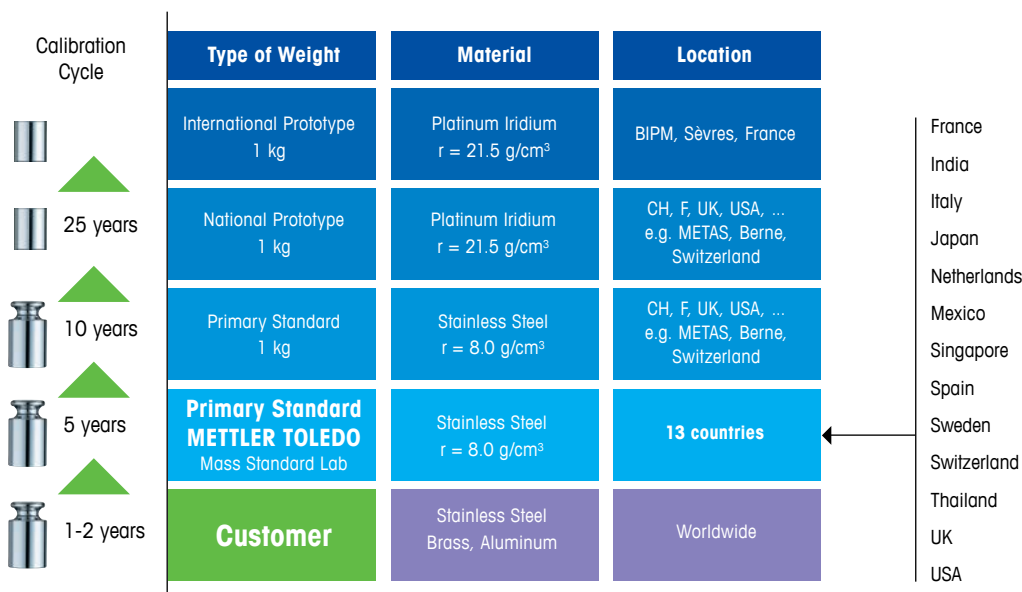 Calibration
Cycle
Type of Weight
Material
Location
International Prototype
1 kg
Platinum Iridium
r = 21.5 g/cm³
BIPM, Sèvres, France
25 years
National Prototype
1 kg
Platinum Iridium
r = 21.5 g/cm³
CH, F, UK, USA, ...
e.g. METAS, Berne,
Switzerland
10 years
Primary Standard
1 kg
Stainless Steel
r = 8.0 g/cm³
CH, F, UK, USA, ...
e.g. METAS, Berne,
Switzerland
5 years
Primary Standard
METTLER TOLEDO
Mass Standard Lab
Stainless Steel
r = 8.0 g/cm³
13 countries
1-2 years
Customer
Stainless Steel
Brass, Aluminum
Worldwide
France
India
Italy
Japan
Netherlands
Mexico
Singapore
Spain
Sweden
Switzerland
Thailand
UK
USA